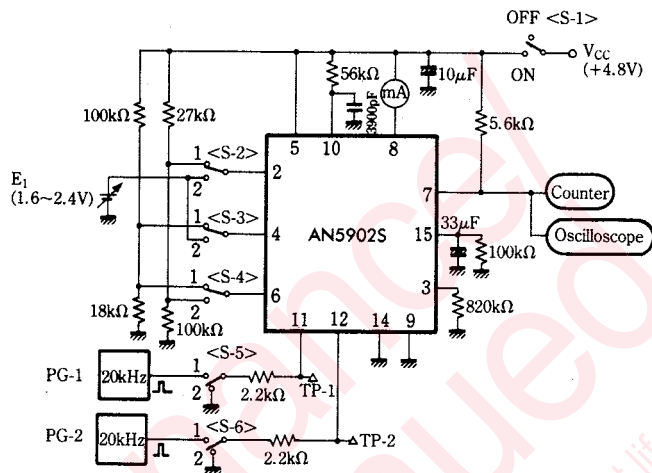 OFF <S-1>
ON
VCC
(+4.8V)
56kΩ
10μF
3900pF
mA
100kΩ
27kΩ
5.6kΩ
E1
(1.6~2.4V)
1 <S-2>
2
1 <S-3>
2
1 <S-4>
2
5
10
8
2
4
6
7
15
3
AN5902S
11
12
14
9
Counter
Oscilloscope
33μF
100kΩ
820kΩ
18kΩ
100kΩ
PG-1
20kHz
1 <S-5>
2
2.2kΩ
TP-1
PG-2
20kHz
1 <S-6>
2
2.2kΩ
TP-2